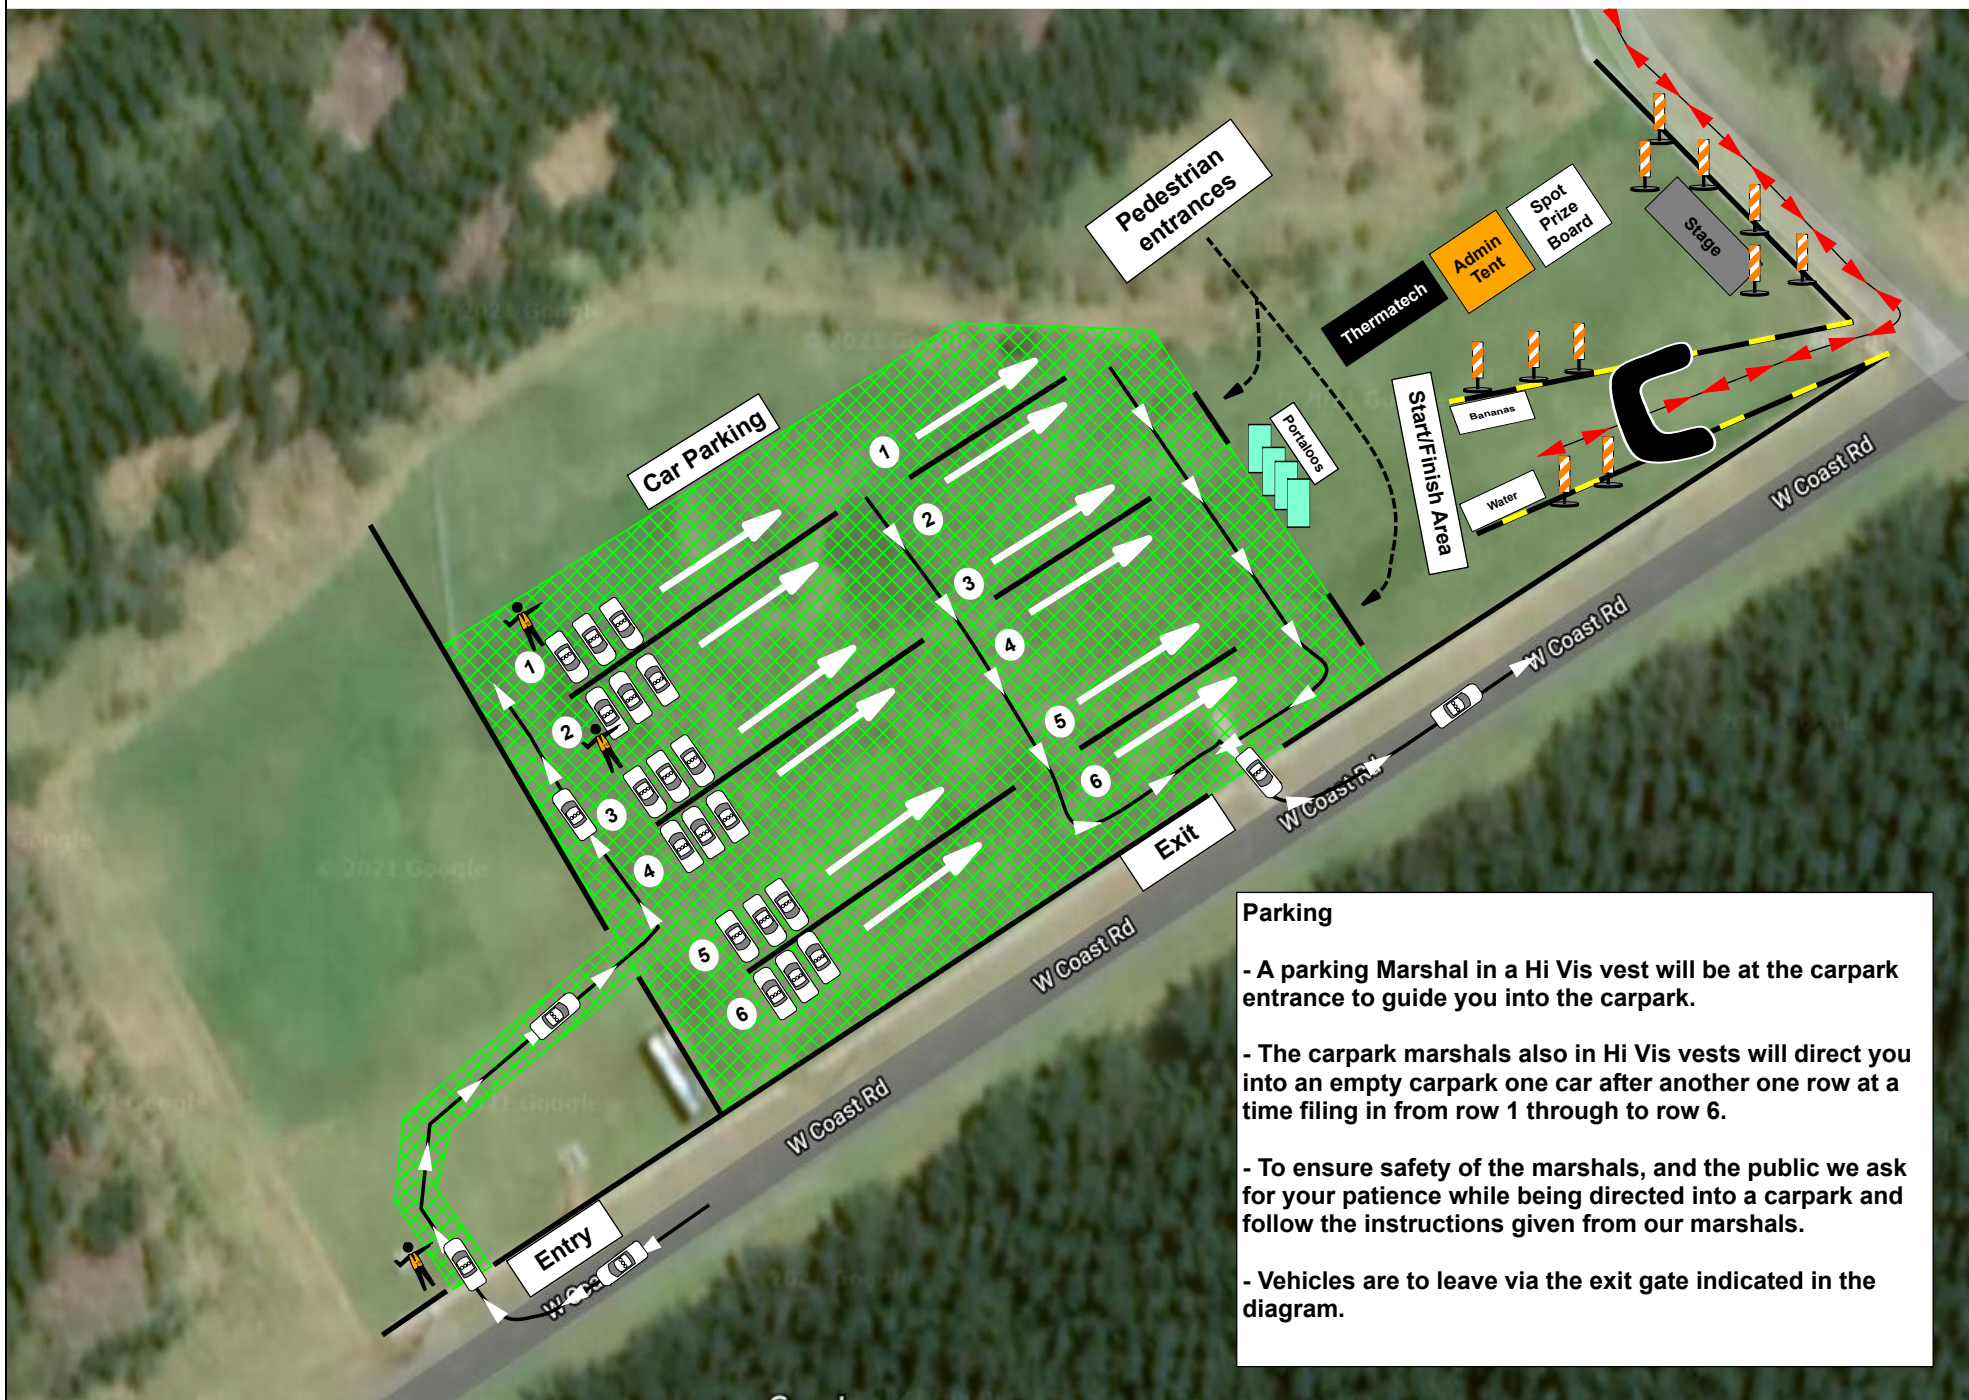 Pedestrian
entrances
Spot
Prize
Board
Admin
Tent
Thermatech
Stage
Car Parking
Portaloos
Start/Finish Area
Bananas
Water
W Coast Rd
W Coast Rd
W Coast Rd
W Coast Rd
W Coast Rd
1
2
3
4
5
6
1
2
3
4
5
6
Exit
Entry
© 2021 Google
Parking
- A parking Marshal in a Hi Vis vest will be at the carpark
entrance to guide you into the carpark.
- The carpark marshals also in Hi Vis vests will direct you
into an empty carpark one car after another one row at a
time filing in from row 1 through to row 6.
- To ensure safety of the marshals, and the public we ask
for your patience while being directed into a carpark and
follow the instructions given from our marshals.
- Vehicles are to leave via the exit gate indicated in the
diagram.